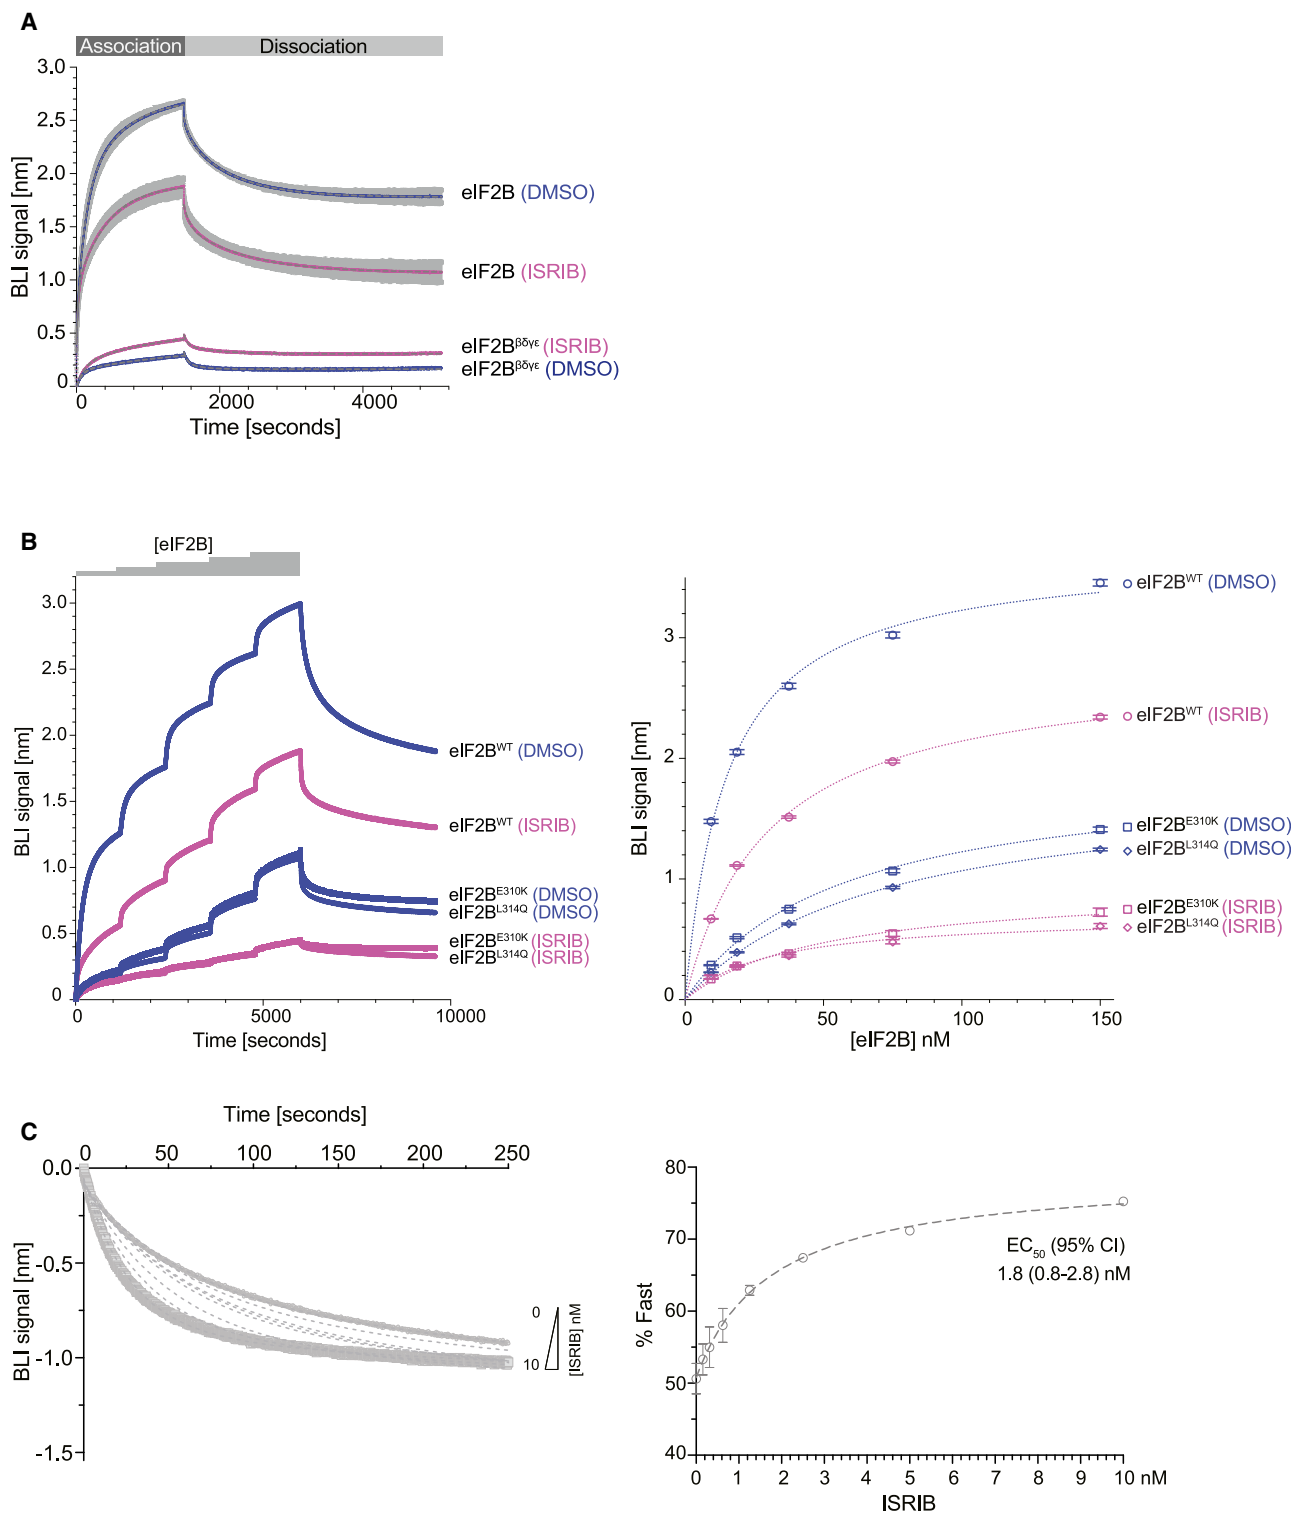 A
Association
Dissociation
3.0
2.5
2.0
1.5
1.0
0.5
0
BLI signal [nm]
0
2000
4000
Time [seconds]
eIF2B (DMSO)
eIF2B (ISRIB)
eIF2Bβδγε (ISRIB)
eIF2Bβδγε (DMSO)
B
[eIF2B]
3.0
2.5
2.0
1.5
1.0
0.5
0
BLI signal [nm]
0
5000
10000
Time [seconds]
eIF2BWT (DMSO)
eIF2BWT (ISRIB)
eIF2BE310K (DMSO)
eIF2BL314Q (DMSO)
eIF2BE310K (ISRIB)
eIF2BL314Q (ISRIB)
3
2
1
0
BLI signal [nm]
0
50
100
150
[eIF2B] nM
eIF2BWT (DMSO)
eIF2BWT (ISRIB)
eIF2BE310K (DMSO)
eIF2BL314Q (DMSO)
eIF2BE310K (ISRIB)
eIF2BL314Q (ISRIB)
C
Time [seconds]
0
50
100
150
200
250
0.0
-0.5
-1.0
-1.5
BLI signal [nm]
0
10
[ISRIB] nM
80
70
60
50
40
% Fast
EC50 (95% CI)
1.8 (0.8-2.8) nM
0
1
2
3
4
5
6
7
8
9
10 nM
ISRIB